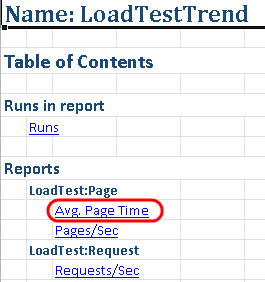 Name: LoadTestTrend
Table of Contents
Runs in report
Runs
Reports
LoadTest:Page
Avg. Page Time
Pages/Sec
LoadTest:Request
Requests/Sec